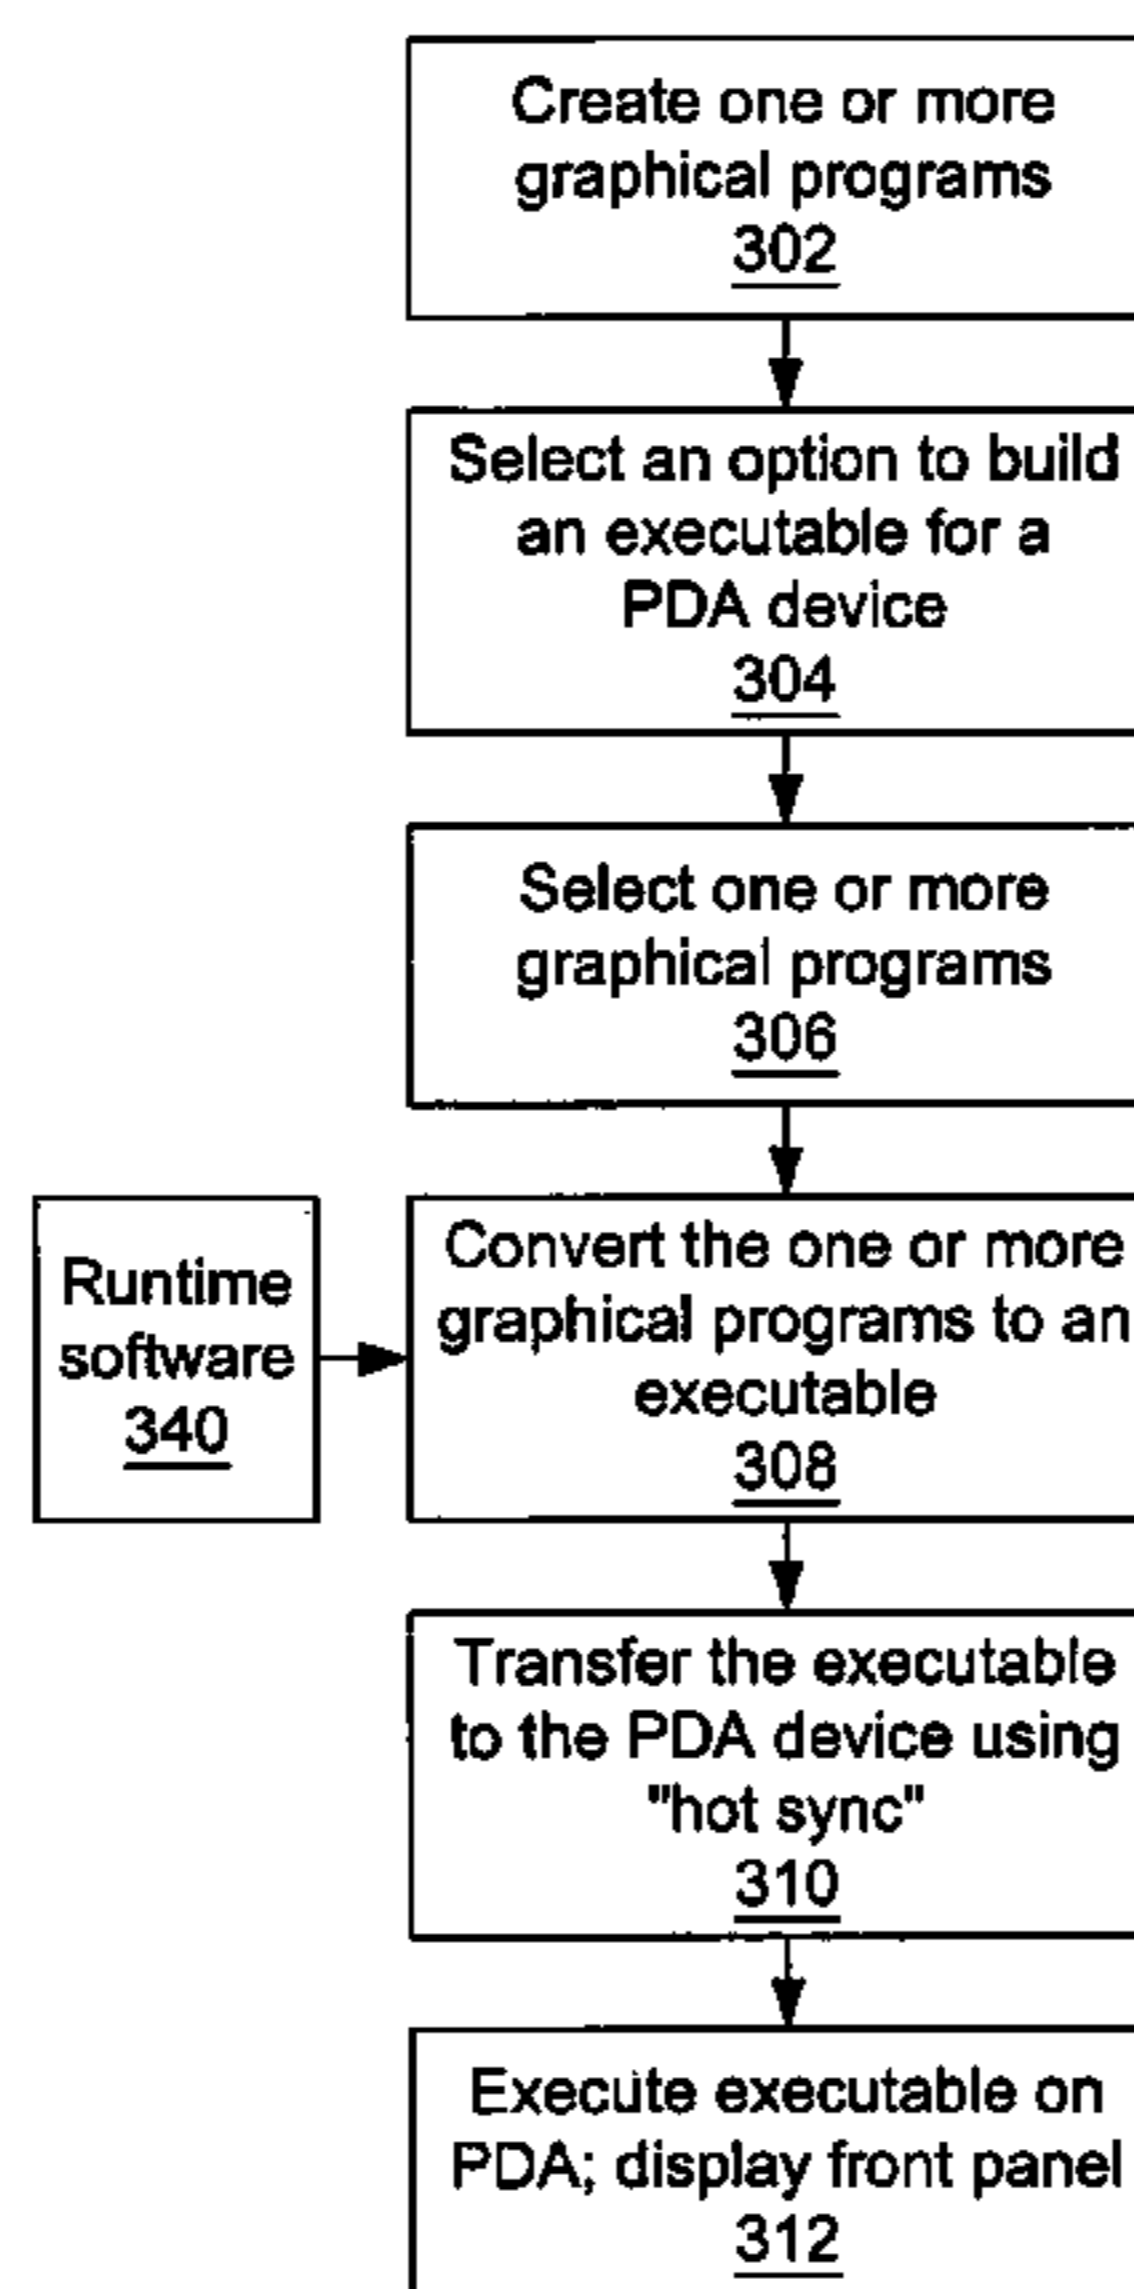 Create one or more
graphical programs
302
Select an option to build
an executable for a
PDA device
304
Select one or more
graphical programs
306
Runtime
software
340
Convert the one or more
graphical programs to an
executable
308
Transfer the executable
to the PDA device using
"hot sync"
310
Execute executable on
PDA; display front panel
312